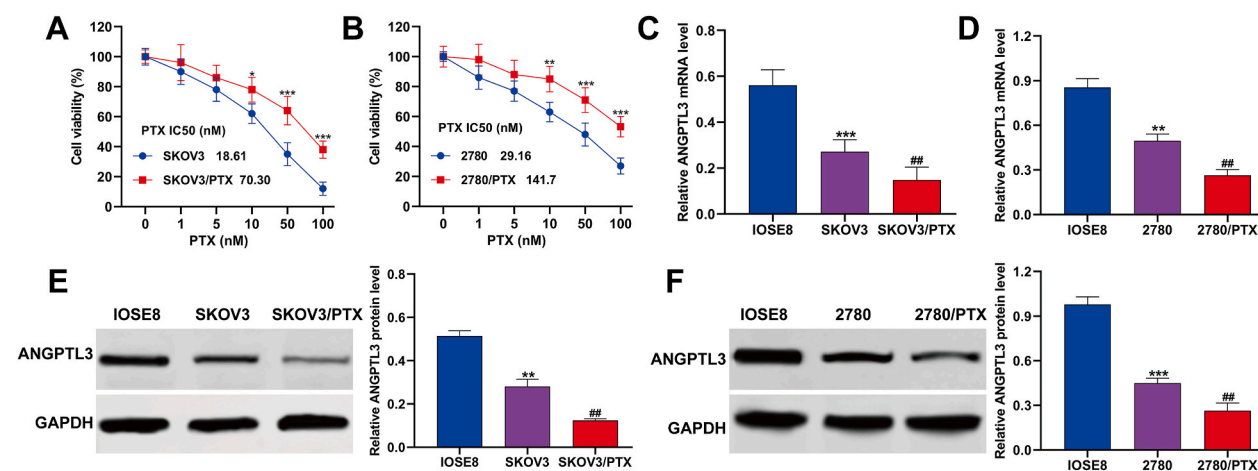 A
Cell viability (%)
120
100
80
60
40
20
0
*
***
***
PTX IC50 (nM)
SKOV3 18.61
SKOV3/PTX 70.30
0 1 5 10 50 100
PTX (nM)
B
Cell viability (%)
120
100
80
60
40
20
0
**
***
***
PTX IC50 (nM)
2780 29.16
2780/PTX 141.7
0 1 5 10 50 100
PTX (nM)
C
Relative ANGPTL3 mRNA level
0.8
0.6
0.4
0.2
0.0
***
##
IOSE8 SKOV3 SKOV3/PTX
D
Relative ANGPTL3 mRNA level
1.2
0.9
0.6
0.3
0.0
**
##
IOSE8 2780 2780/PTX
E
IOSE8 SKOV3 SKOV3/PTX
ANGPTL3
GAPDH
Relative ANGPTL3 protein level
0.8
0.6
0.4
0.2
0.0
**
##
IOSE8 SKOV3 SKOV3/PTX
F
IOSE8 2780 2780/PTX
ANGPTL3
GAPDH
Relative ANGPTL3 protein level
1.2
0.9
0.6
0.3
0.0
***
##
IOSE8 2780 2780/PTX